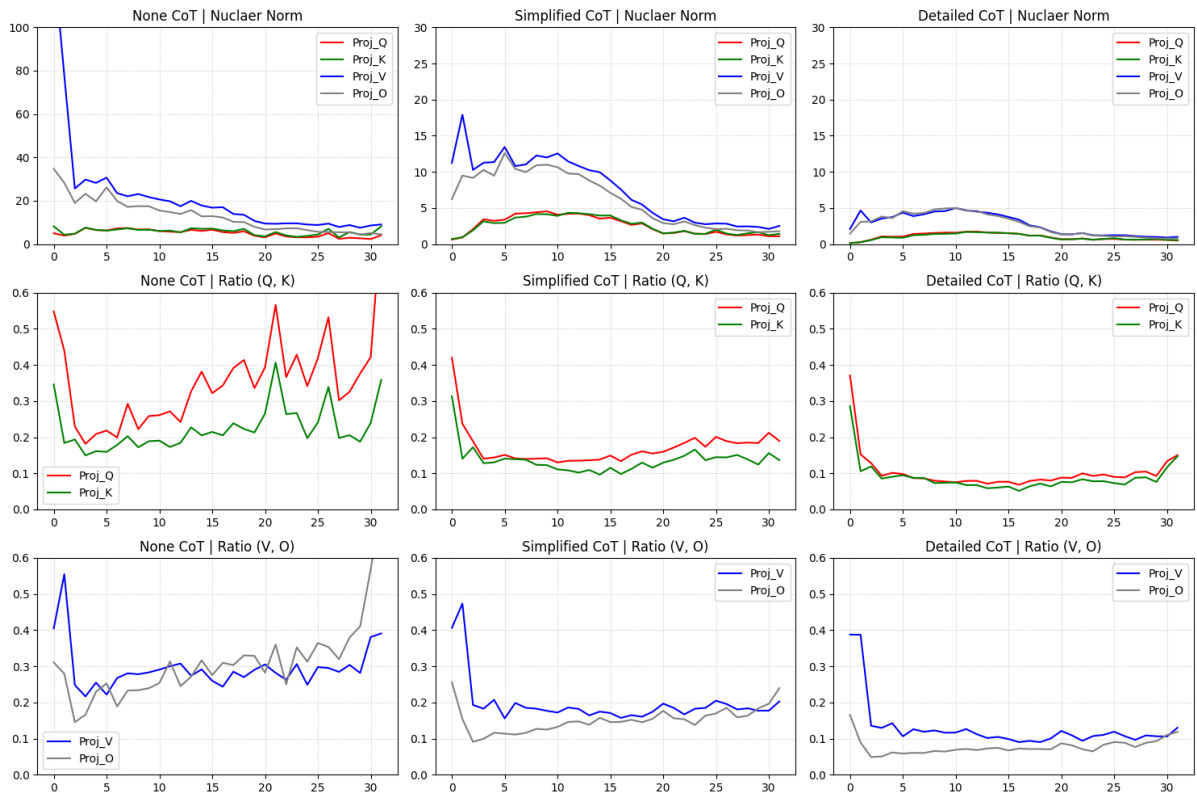 None CoT | Nuclaer Norm
100
80
60
40
20
0
0 5 10 15 20 25 30
Proj_Q
Proj_K
Proj_V
Proj_O
Simplified CoT | Nuclaer Norm
30
25
20
15
10
5
0
0 5 10 15 20 25 30
Proj_Q
Proj_K
Proj_V
Proj_O
Detailed CoT | Nuclaer Norm
30
25
20
15
10
5
0
0 5 10 15 20 25 30
Proj_Q
Proj_K
Proj_V
Proj_O
None CoT | Ratio (Q, K)
0.6
0.5
0.4
0.3
0.2
0.1
0.0
0 5 10 15 20 25 30
Proj_Q
Proj_K
Simplified CoT | Ratio (Q, K)
0.6
0.5
0.4
0.3
0.2
0.1
0.0
0 5 10 15 20 25 30
Proj_Q
Proj_K
Detailed CoT | Ratio (Q, K)
0.6
0.5
0.4
0.3
0.2
0.1
0.0
0 5 10 15 20 25 30
Proj_Q
Proj_K
None CoT | Ratio (V, O)
0.6
0.5
0.4
0.3
0.2
0.1
0.0
0 5 10 15 20 25 30
Proj_V
Proj_O
Simplified CoT | Ratio (V, O)
0.6
0.5
0.4
0.3
0.2
0.1
0.0
0 5 10 15 20 25 30
Proj_V
Proj_O
Detailed CoT | Ratio (V, O)
0.6
0.5
0.4
0.3
0.2
0.1
0.0
0 5 10 15 20 25 30
Proj_V
Proj_O